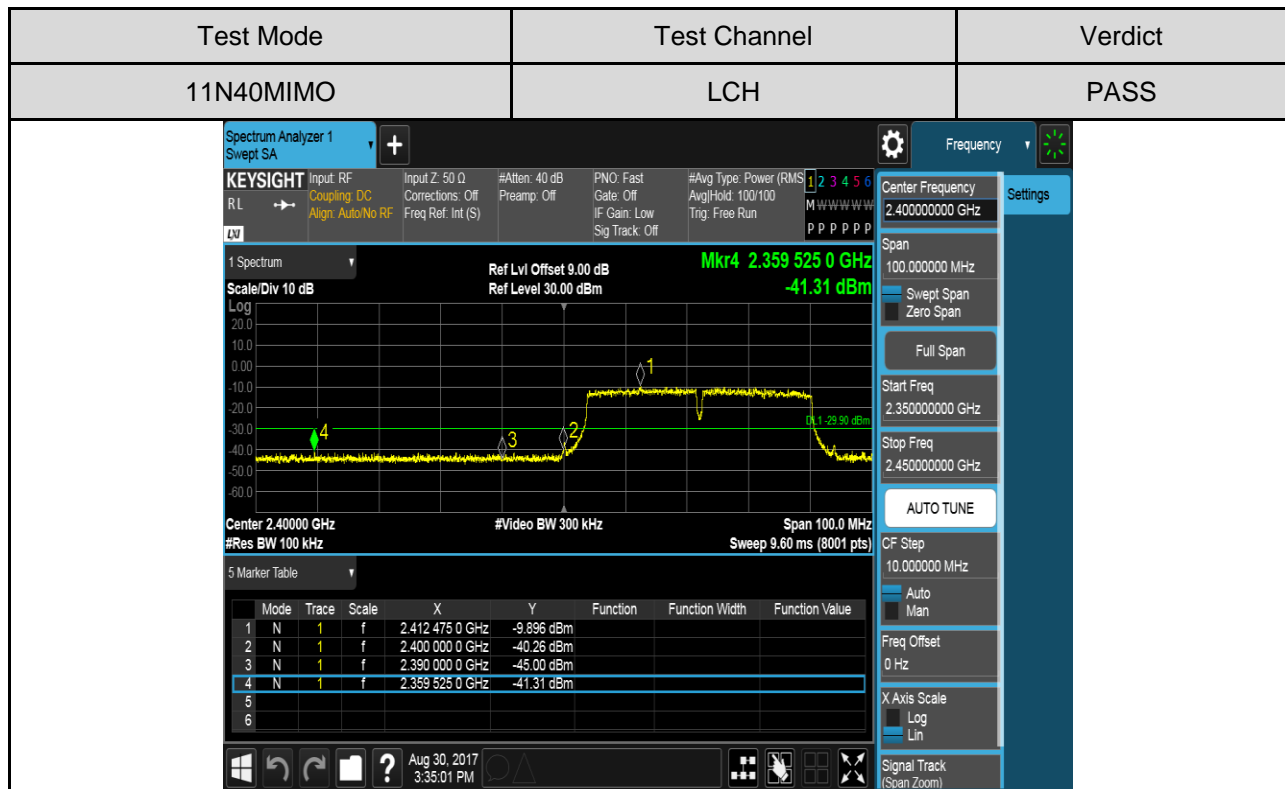 Test Mode Test Channel Verdict
11N40MIMO LCH PASS
Spectrum Analyzer 1
Swept SA
Frequency
KEYSIGHT
RL
LXI
Input: RF
Coupling: DC
Align: Auto/No RF
Input Z: 50 Ω
Corrections: Off
Freq Ref: Int (S)
#Atten: 40 dB
Preamp: Off
PNO: Fast
Gate: Off
IF Gain: Low
Sig Track: Off
#Avg Type: Power (RMS
Avg|Hold: 100/100
Trig: Free Run
1 2 3 4 5 6
M W W W W W
P P P P P P
1 Spectrum
Scale/Div 10 dB
Ref Lvl Offset 9.00 dB
Ref Level 30.00 dBm
Mkr4 2.359 525 0 GHz
-41.31 dBm
Log
20.0
10.0
0.00
-10.0
-20.0
-30.0
-40.0
-50.0
-60.0
1
2
3
4
DL1 -29.90 dBm
Center 2.40000 GHz
#Res BW 100 kHz
#Video BW 300 kHz
Span 100.0 MHz
Sweep 9.60 ms (8001 pts)
5 Marker Table
Mode Trace Scale X Y Function Function Width Function Value
1 N 1 f 2.412 475 0 GHz -9.896 dBm
2 N 1 f 2.400 000 0 GHz -40.26 dBm
3 N 1 f 2.390 000 0 GHz -45.00 dBm
4 N 1 f 2.359 525 0 GHz -41.31 dBm
5
6
?
Aug 30, 2017
3:35:01 PM
Settings
Center Frequency
2.400000000 GHz
Span
100.000000 MHz
Swept Span
Zero Span
Full Span
Start Freq
2.350000000 GHz
Stop Freq
2.450000000 GHz
AUTO TUNE
CF Step
10.000000 MHz
Auto
Man
Freq Offset
0 Hz
X Axis Scale
Log
Lin
Signal Track
(Span Zoom)